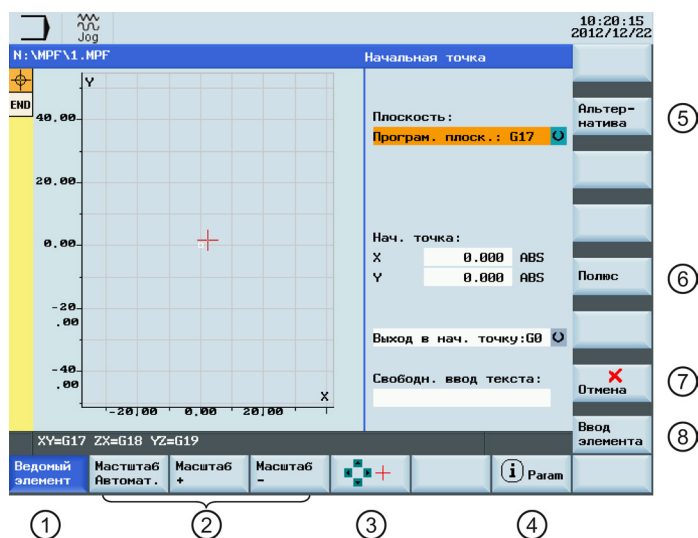 Jog
10:20:15
2012/12/22
N:\MPF\1.MPF
Начальная точка
END
Y
40.00
20.00
0.00
-20
.00
-40
.00
-20.00
0.00
20.00
X
Плоскость:
Програм. плоск.: G17
Нач. точка:
X 0.000 ABS
Y 0.000 ABS
Выход в нач. точку:G0
Свободн. ввод текста:
Альтер-
натива
Полюс
Отмена
Ввод
элемента
5
6
7
8
XY=G17 ZX=G18 YZ=G19
Ведомый
элемент
Мастштаб
Автомат.
Масштаб
+
Масштаб
-
i Param
1
2
3
4